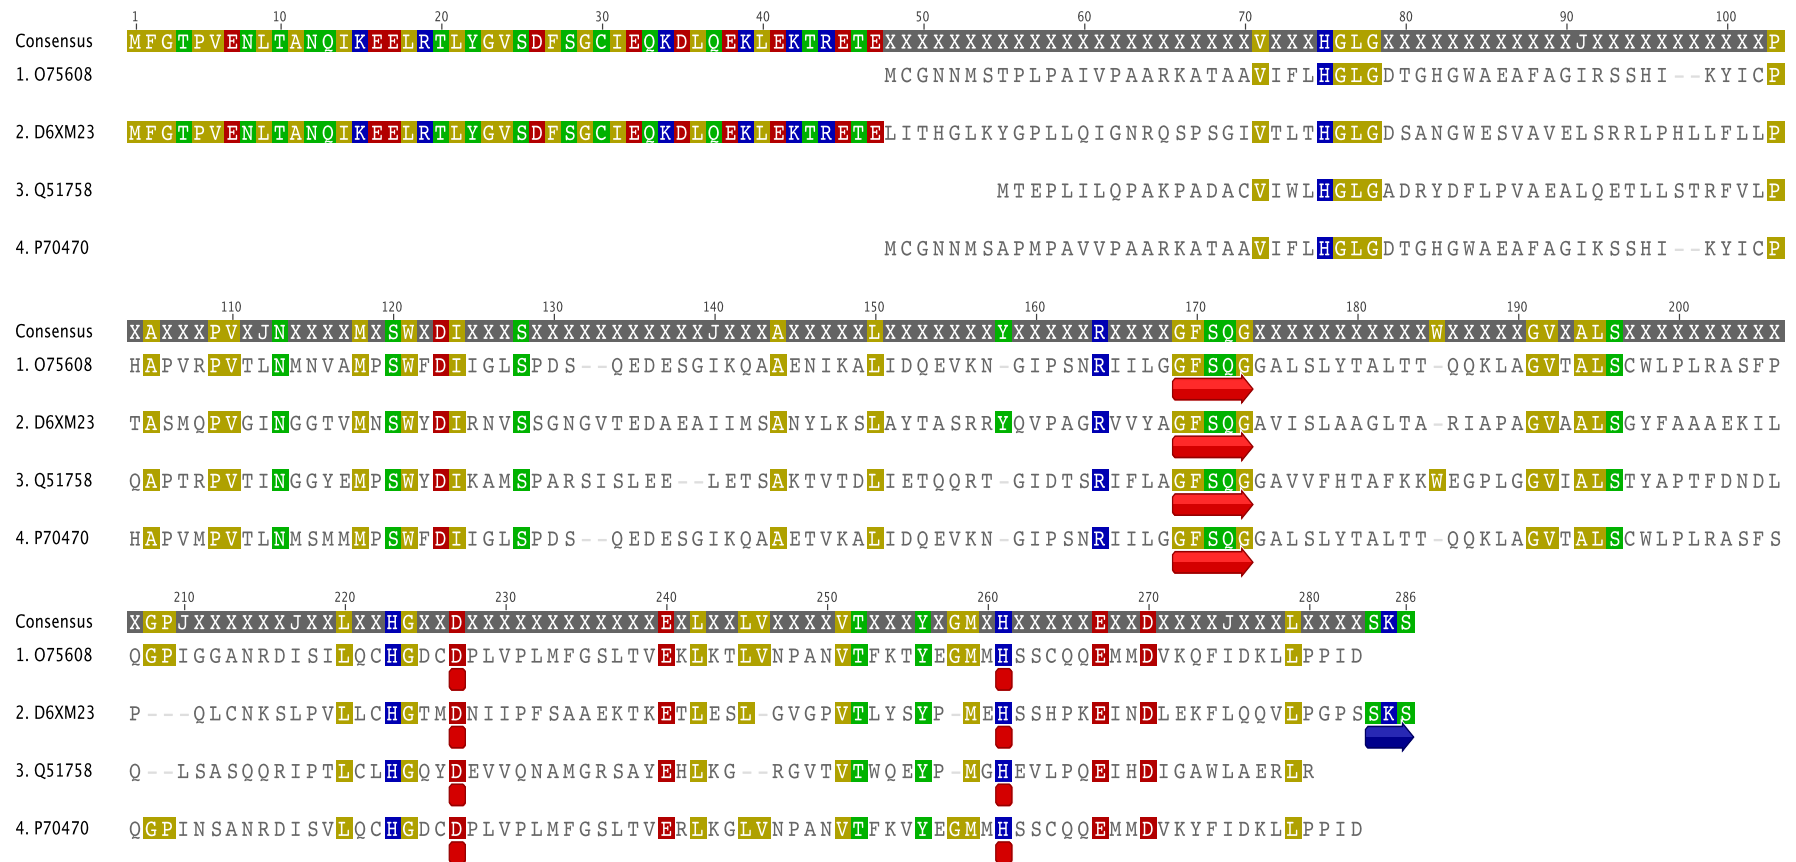 1 10 20 30 40 50 60 70 80 90 100
Consensus MFGTPVENLTANQIKEELRTLYGVSDFSGCIEQKDLQEKLEKTRETEXXXXXXXXXXXXXXXXXXXXXXXVXXXHGLGXXXXXXXXXXXXJXXXXXXXXXXXP
1. O75608 MCGNNMSTPLPAIVPAARKATAAVIFLHGLGDTGHGWAEAFAGIRSSHI--KYICP
2. D6XM23 MFGTPVENLTANQIKEELRTLYGVSDFSGCIEQKDLQEKLEKTRETELITHGLKYGPLLQIGNRQSPSGIVTLTHGLGDSANGWESVAVELSRRLPHLLFLLP
3. Q51758 MTEPLILQPAKPADACVIWLHGLGADRYDFLPVAEALQETLLSTRFVLP
4. P70470 MCGNNMSAPMPAVVPAARKATAAVIFLHGLGDTGHGWAEAFAGIKSSHI--KYICP
110 120 130 140 150 160 170 180 190 200
Consensus XAXXXPVXJNXXXXMXSWXDIXXXSXXXXXXXXXXXJXXXAXXXXXLXXXXXXXYXXXXXRXXXXGFSQGXXXXXXXXXXXWXXXXXGVXALSXXXXXXXXXX
1. O75608 HAPVRPVTLNMNVAMPSWFDIIGLSPDS--QEDESGIKQAAENIKALIDQEVKN-GIPSNRIILGGFSQGGALSLYTALTT-QQKLAGVTALSCWLPLRASFP
2. D6XM23 TASMQPVGINGGTVMNSWYDIRNVSSGNGVTEDAEAIIMSANYLKSLAYTASRRYQVPAGRVVYAGFSQGAVISLAAGLTA-RIAPAGVAALSGYFAAAEKIL
3. Q51758 QAPTRPVTINGGYEMPSWYDIKAMSPARSISLEE--LETSAKTVTDLIETQQRT-GIDTSRIFLAGFSQGGAVVFHTAFKKWEGPLGGVIALSTYAPTFDNDL
4. P70470 HAPVMPVTLNMSMMMPSWFDIIGLSPDS--QEDESGIKQAAETVKALIDQEVKN-GIPSNRIILGGFSQGGALSLYTALTT-QQKLAGVTALSCWLPLRASFS
210 220 230 240 250 260 270 280 286
Consensus XGPJXXXXXXJXXLXXHGXXDXXXXXXXXXXXXEXLXXLVXXXXVTXXXYXGMXHXXXXXEXXDXXXXJXXXLXXXXSKS
1. O75608 QGPIGGANRDISILQCHGDCDPLVPLMFGSLTVEKLKTLVNPANVTFKTYEGMMHSSCQQEMMDVKQFIDKLLPPID
2. D6XM23 P---QLCNKSLPVLLCHGTMDNIIPFSAAEKTKETLESL-GVGPVTLYSYP-MEHSSHPKEINDLEKFLQQVLPGPSSKS
3. Q51758 Q--LSASQQRIPTLCLHGQYDEVVQNAMGRSAYEHLKG--RGVTVTWQEYP-MGHEVLPQEIHDIGAWLAERLR
4. P70470 QGPINSANRDISVLQCHGDCDPLVPLMFGSLTVERLKGLVNPANVTFKVYEGMMHSSCQQEMMDVKYFIDKLLPPID